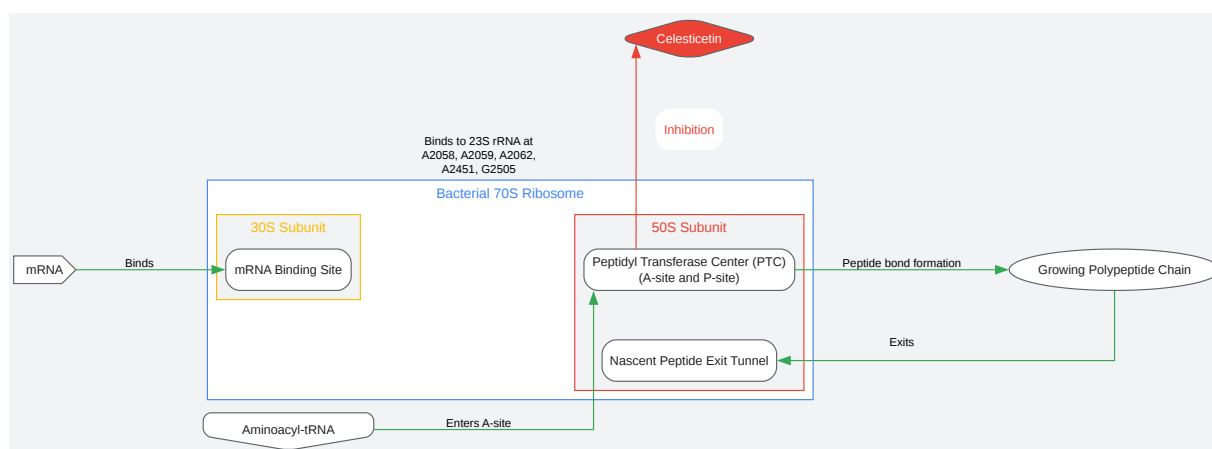 Celesticetin
Inhibition
Binds to 23S rRNA at
A2058, A2059, A2062,
A2451, G2505
Bacterial 70S Ribosome
30S Subunit
50S Subunit
mRNA
Binds
mRNA Binding Site
Peptidyl Transferase Center (PTC)
(A-site and P-site)
Peptide bond formation
Growing Polypeptide Chain
Nascent Peptide Exit Tunnel
Exits
Aminoacyl-tRNA
Enters A-site